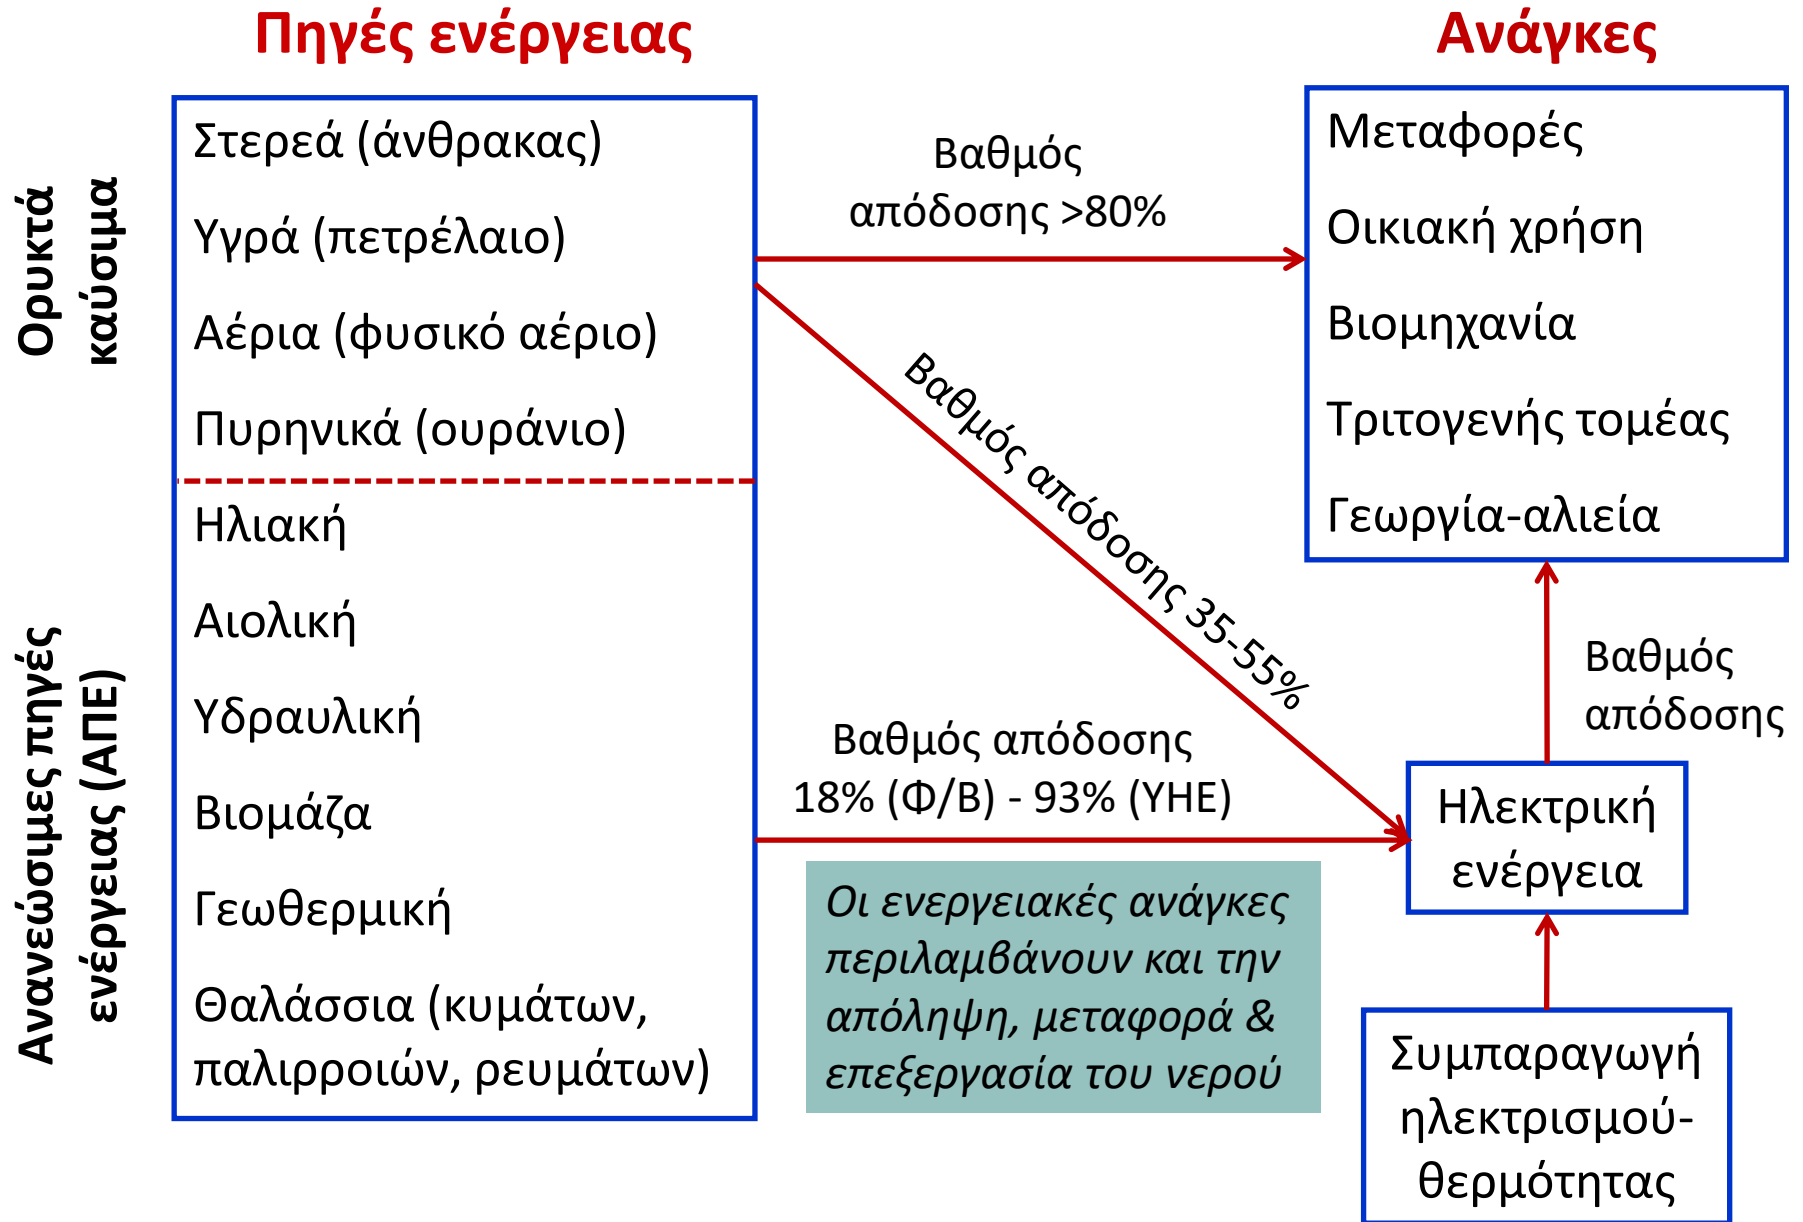 Πηγές ενέργειας
Ανάγκες
Ορυκτά
καύσιμα
Στερεά (άνθρακας)
Υγρά (πετρέλαιο)
Αέρια (φυσικό αέριο)
Πυρηνικά (ουράνιο)
Ανανεώσιμες πηγές
ενέργειας (ΑΠΕ)
Ηλιακή
Αιολική
Υδραυλική
Βιομάζα
Γεωθερμική
Θαλάσσια (κυμάτων,
παλιρροιών, ρευμάτων)
Βαθμός
απόδοσης >80%
Βαθμός απόδοσης 35-55%
Βαθμός απόδοσης
18% (Φ/Β) - 93% (ΥΗΕ)
Οι ενεργειακές ανάγκες
περιλαμβάνουν και την
απόληψη, μεταφορά &
επεξεργασία του νερού
Μεταφορές
Οικιακή χρήση
Βιομηχανία
Τριτογενής τομέας
Γεωργία-αλιεία
Βαθμός
απόδοσης
Ηλεκτρική
ενέργεια
Συμπαραγωγή
ηλεκτρισμού-
θερμότητας